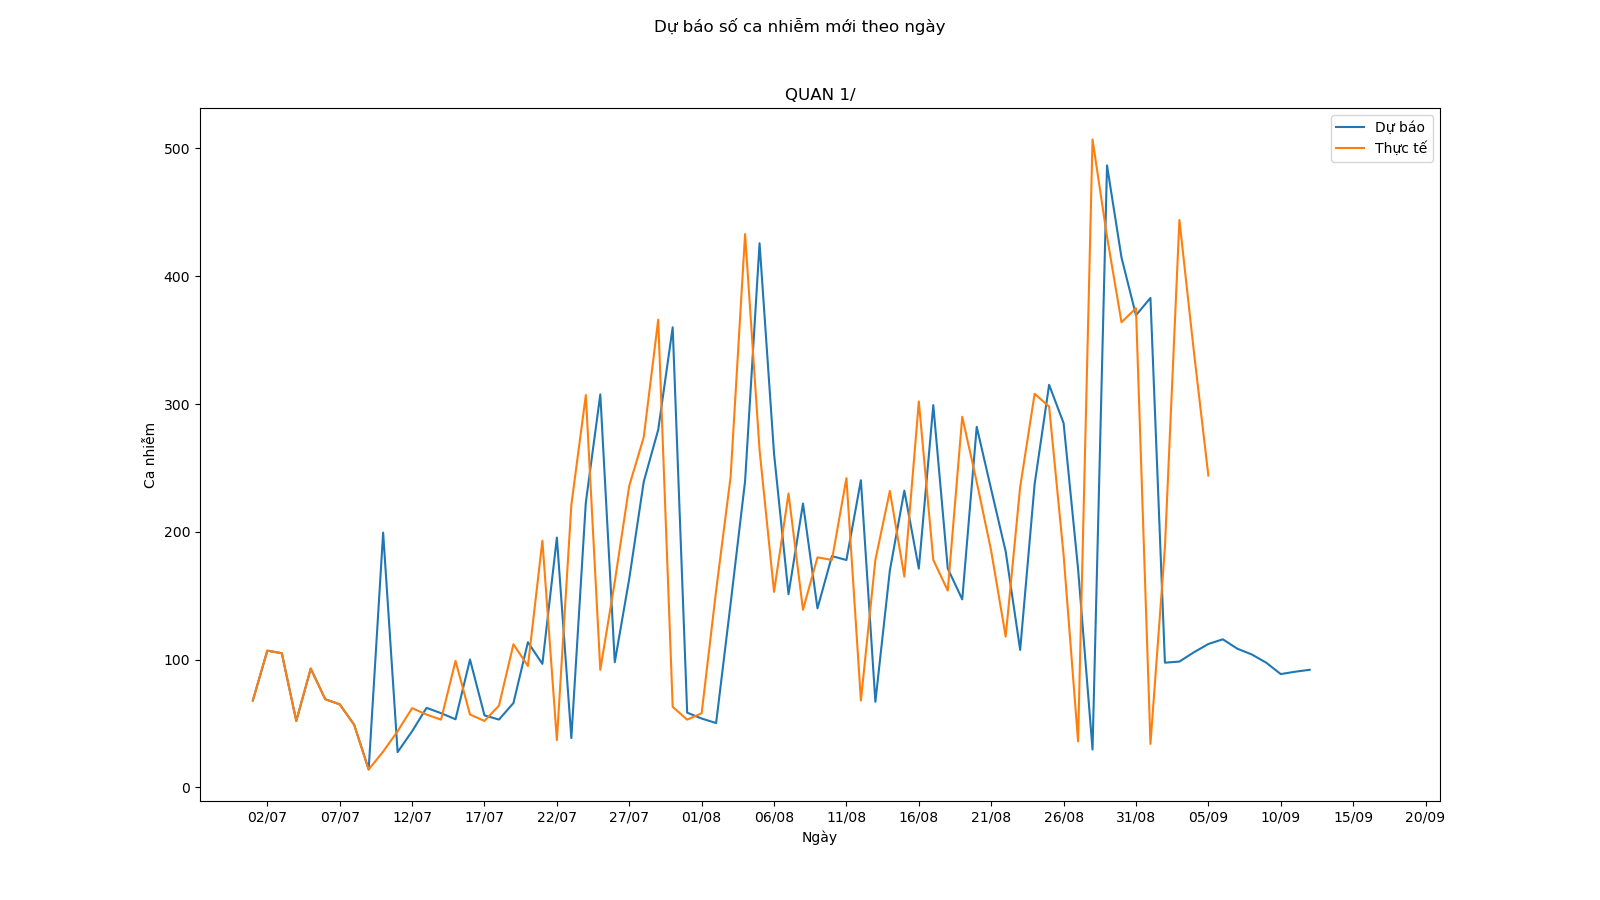 Dự báo số ca nhiễm mới theo ngày
QUAN 1/
Dự báo
Thực tế
500
400
300
200
100
0
Ca nhiễm
02/07 07/07 12/07 17/07 22/07 27/07 01/08 06/08 11/08 16/08 21/08 26/08 31/08 05/09 10/09 15/09 20/09
Ngày